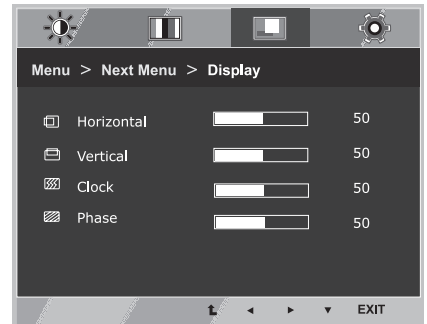 Menu > Next Menu > Display
Horizontal 50
Vertical 50
Clock 50
Phase 50
EXIT